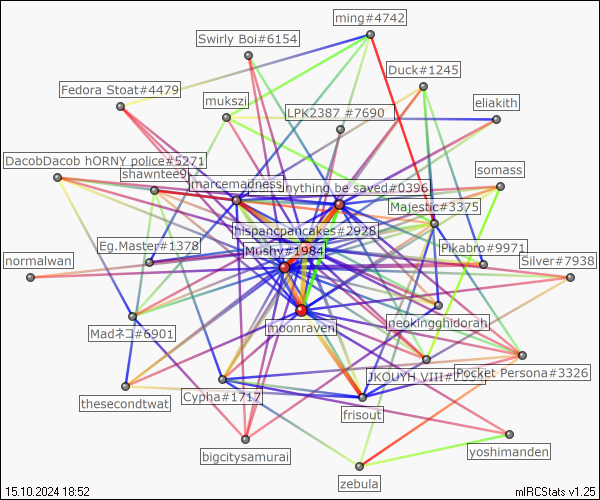 ming#4742
Swirly Boi#6154
Duck#1245
Fedora Stoat#4479
mukszi
LPK2387 #7690
eliakith
DacobDacob hORNY police#5271
shawntee9
marcemadness
nything be saved#0396
somass
Majestic#3375
hispancpancakes#2928
Eg.Master#1378
Mushy#1984
Pikabro#9971
normalwan
Silver#7938
moonraven
neokingghidorah
Madネコ#6901
JKOUYH VIII#
Pocket Persona#3326
thesecondtwat
Cypha#1717
frisout
bigcitysamurai
yoshimanden
zebula
15.10.2024 18:52
mIRCStats v1.25